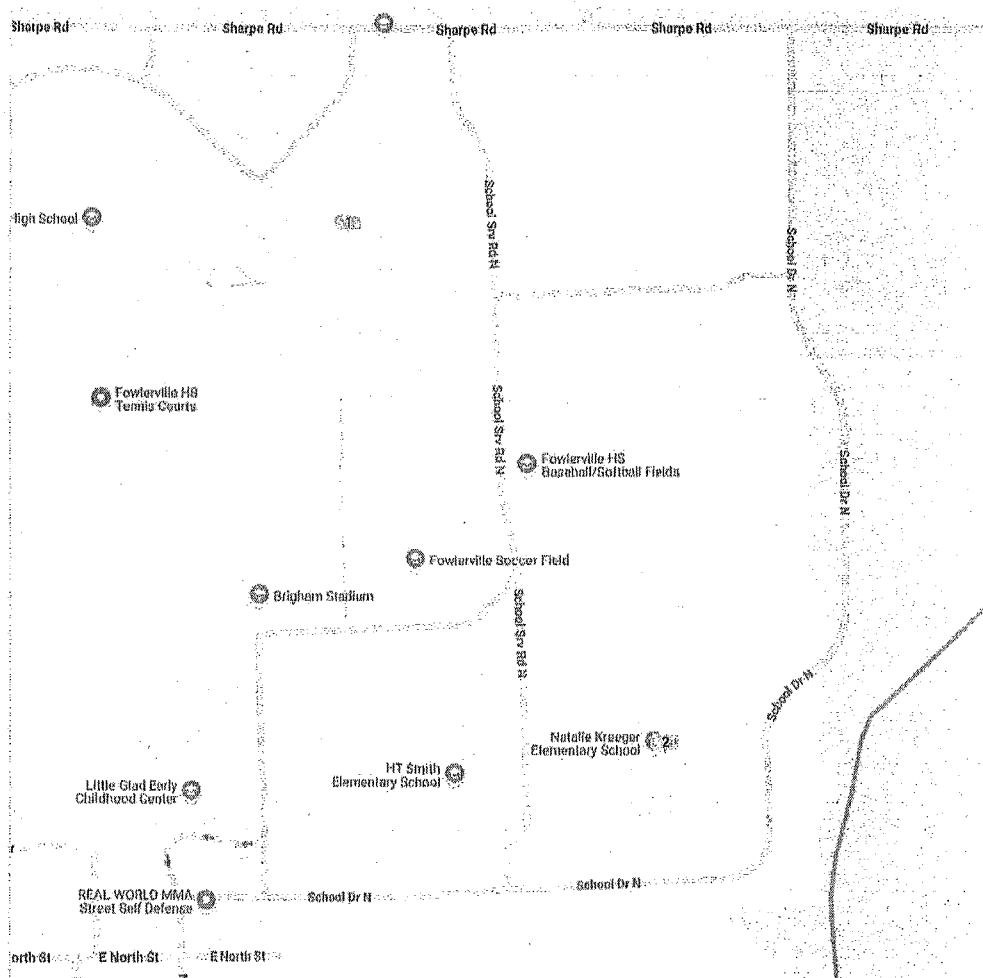 Sharpe Rd
Sharpe Rd
Sharpe Rd
Sharpe Rd
Sharpe Rd
School Srv Rd N
High School
School Dr N
Fowlerville HS
Tennis Courts
School Srv Rd N
Fowlerville HS
Baseball/Softball Fields
School Dr N
Fowlerville Soccer Field
Brigham Stadium
School Srv Rd N
School Dr N
Natalie Kreeger
Elementary School
2
HT Smith
Elementary School
Little Glad Early
Childhood Center
School Dr N
School Dr N
REAL WORLD MMA
Street Self Defense
orth St
E North St
E North St